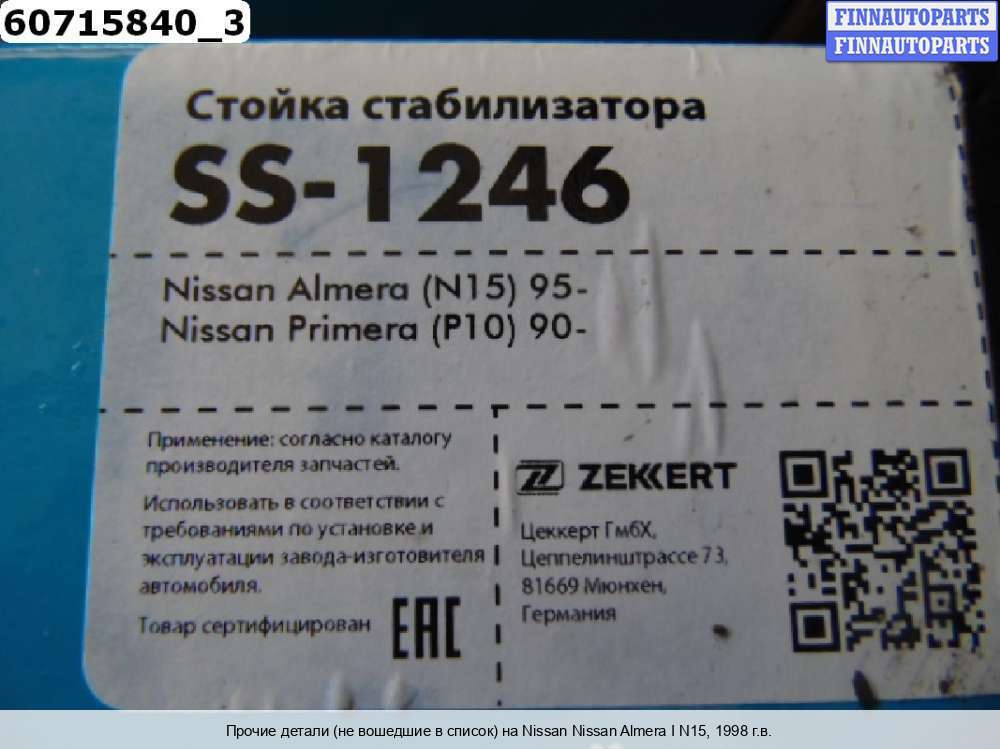 60715840_3
FINNAUTOPARTS
FINNAUTOPARTS
Стойка стабилизатора
SS-1246
Nissan Almera (N15) 95-
Nissan Primera (P10) 90-
Применение: согласно каталогу
производителя запчастей.
Использовать в соответствии с
требованиями по установке и
эксплуатации завода-изготовителя
автомобиля.
Товар сертифицирован
EAC
ZEKKERT
Цеккерт ГмбХ,
Цеппелинштрассе 73,
81669 Мюнхен,
Германия
Прочие детали (не вошедшие в список) на Nissan Nissan Almera I N15, 1998 г.в.